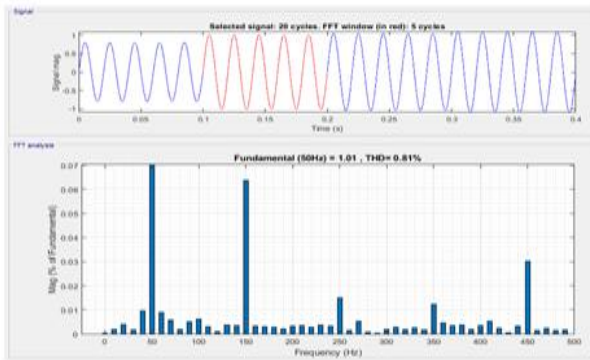 Signal
Selected signal: 20 cycles. FFT window (in red): 5 cycles
Signal mag.
1
0.5
0
-0.5
-1
0 0.05 0.1 0.15 0.2 0.25 0.3 0.35 0.4
Time (s)
FFT analysis
Fundamental (50Hz) = 1.01 , THD= 0.81%
Mag (% of Fundamental)
0.07
0.06
0.05
0.04
0.03
0.02
0.01
0
0 50 100 150 200 250 300 350 400 450 500
Frequency (Hz)